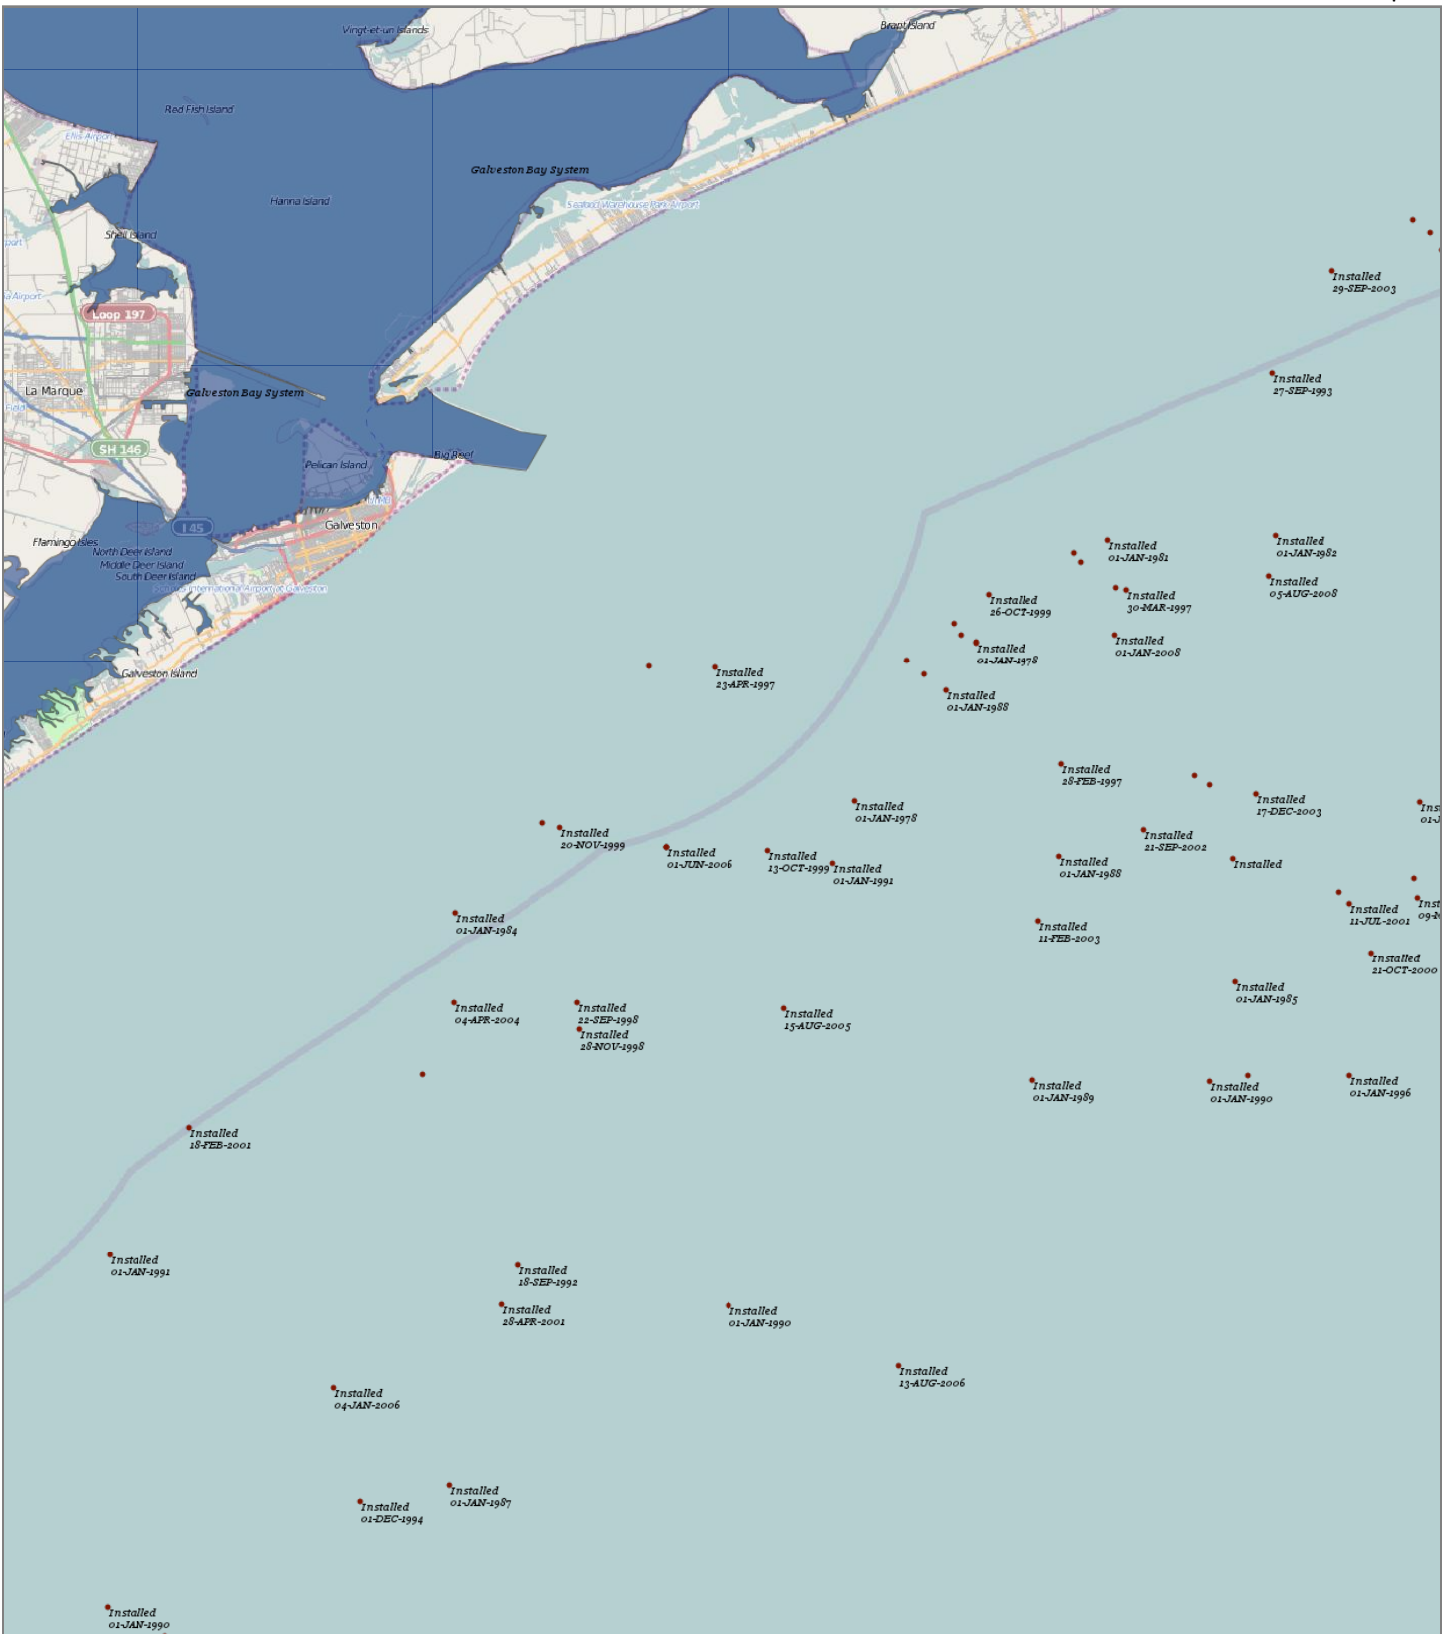 Vingt-et-un Islands
Brant Island
Red Fish Island
Ellis Airport
Galveston Bay System
Hanna Island
Seafood Warehouse Park Airport
Shell Island
Loop 197
La Marque
Galveston Bay System
Field
SH 146
Big Reef
Pelican Island
I 45
Galveston
Flamingo Isles
North Deer Island
Middle Deer Island
South Deer Island
Galveston Island
Installed
29-SEP-2003
Installed
27-SEP-1993
Installed
01-JAN-1981
Installed
01-JAN-1982
Installed
05-AUG-2008
Installed
26-OCT-1999
Installed
30-MAR-1997
Installed
01-JAN-1978
Installed
01-JAN-2008
Installed
23-APR-1997
Installed
01-JAN-1988
Installed
28-FEB-1997
Installed
01-JAN-1978
Installed
17-DEC-2003
Installed
20-NOV-1999
Installed
21-SEP-2002
Installed
01-JUN-2006
Installed
13-OCT-1999
Installed
01-JAN-1991
Installed
01-JAN-1988
Installed
Installed
11-JUL-2001
Installed
01-JAN-1984
Installed
11-FEB-2003
Installed
21-OCT-2000
Installed
01-JAN-1985
Installed
04-APR-2004
Installed
22-SEP-1998
Installed
28-NOV-1998
Installed
15-AUG-2005
Installed
01-JAN-1989
Installed
01-JAN-1990
Installed
01-JAN-1996
Installed
18-FEB-2001
Installed
01-JAN-1991
Installed
18-SEP-1992
Installed
28-APR-2001
Installed
01-JAN-1990
Installed
13-AUG-2006
Installed
04-JAN-2006
Installed
01-JAN-1987
Installed
01-DEC-1994
Installed
01-JAN-1990